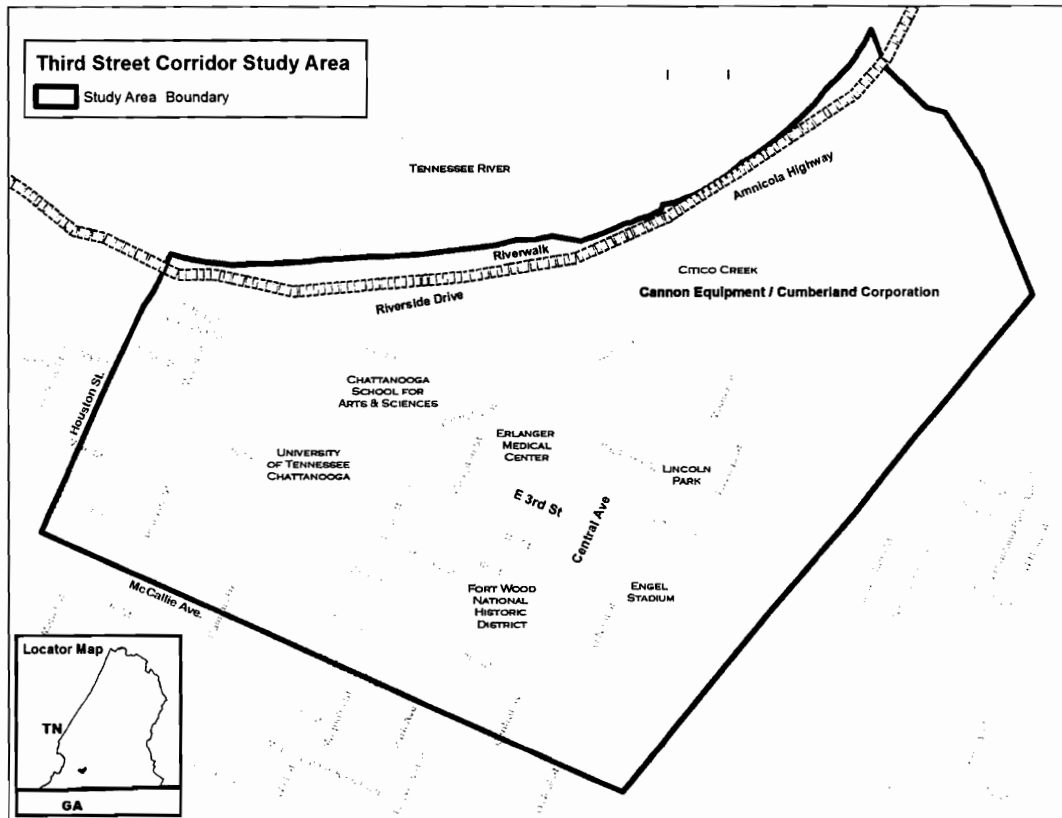 Third Street Corridor Study Area
Study Area Boundary
TENNESSEE RIVER
Amnicola Highway
Riverwalk
Riverside Drive
CITICO CREEK
Cannon Equipment / Cumberland Corporation
Houston St.
CHATTANOOGA
SCHOOL FOR
ARTS & SCIENCES
UNIVERSITY
OF TENNESSEE
CHATTANOOGA
ERLANGER
MEDICAL
CENTER
LINCOLN
PARK
E 3rd St
Central Ave
McCallie Ave.
FORT WOOD
NATIONAL
HISTORIC
DISTRICT
ENGEL
STADIUM
Locator Map
TN
GA